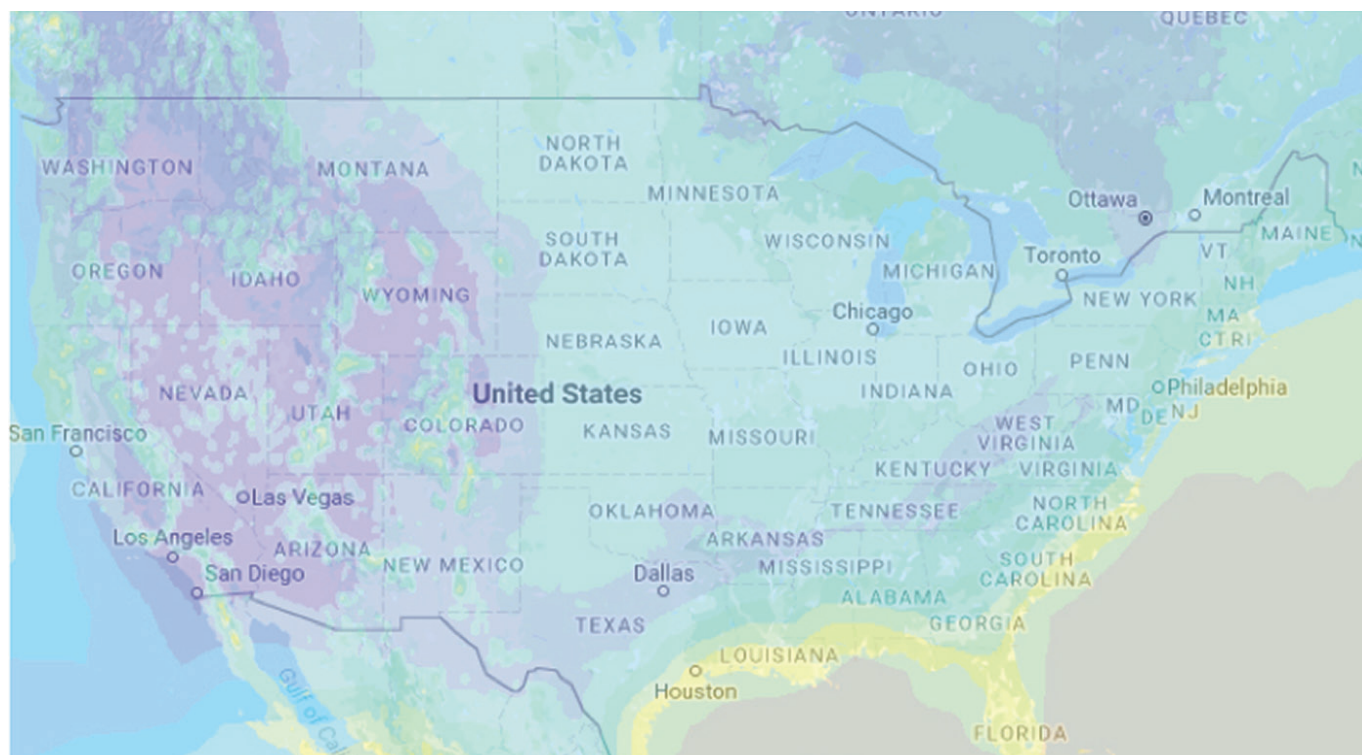 ONTARIO
QUEBEC
WASHINGTON
MONTANA
NORTH
DAKOTA
MINNESOTA
Ottawa
Montreal
MAINE
VT
OREGON
IDAHO
WYOMING
SOUTH
DAKOTA
WISCONSIN
MICHIGAN
Toronto
NH
NEW YORK
MA
CT RI
Chicago
NEBRASKA
IOWA
ILLINOIS
INDIANA
OHIO
PENN
Philadelphia
NEVADA
UTAH
United States
COLORADO
KANSAS
MISSOURI
WEST
VIRGINIA
MD
DE
NJ
San Francisco
CALIFORNIA
Las Vegas
KENTUCKY
VIRGINIA
OKLAHOMA
TENNESSEE
NORTH
CAROLINA
Los Angeles
ARIZONA
NEW MEXICO
ARKANSAS
MISSISSIPPI
SOUTH
CAROLINA
San Diego
Dallas
ALABAMA
GEORGIA
TEXAS
LOUISIANA
Houston
Gulf of
FLORIDA